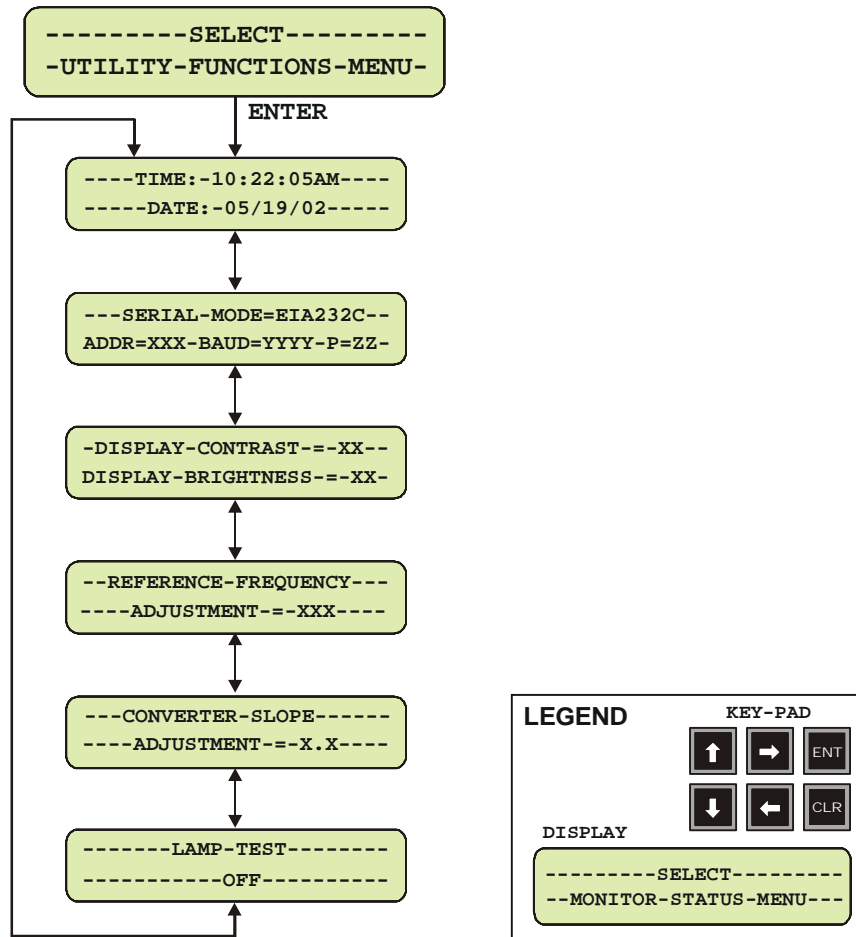 ---------SELECT---------
-UTILITY-FUNCTIONS-MENU-
ENTER
----TIME:-10:22:05AM----
-----DATE:-05/19/02-----
---SERIAL-MODE=EIA232C--
ADDR=XXX-BAUD=YYYY-P=ZZ-
-DISPLAY-CONTRAST-=-XX--
DISPLAY-BRIGHTNESS-=-XX-
--REFERENCE-FREQUENCY---
----ADJUSTMENT-=-XXX----
---CONVERTER-SLOPE------
----ADJUSTMENT-=-X.X----
-------LAMP-TEST--------
-----------OFF----------
LEGEND
KEY-PAD
ENT
CLR
DISPLAY
---------SELECT---------
--MONITOR-STATUS-MENU---